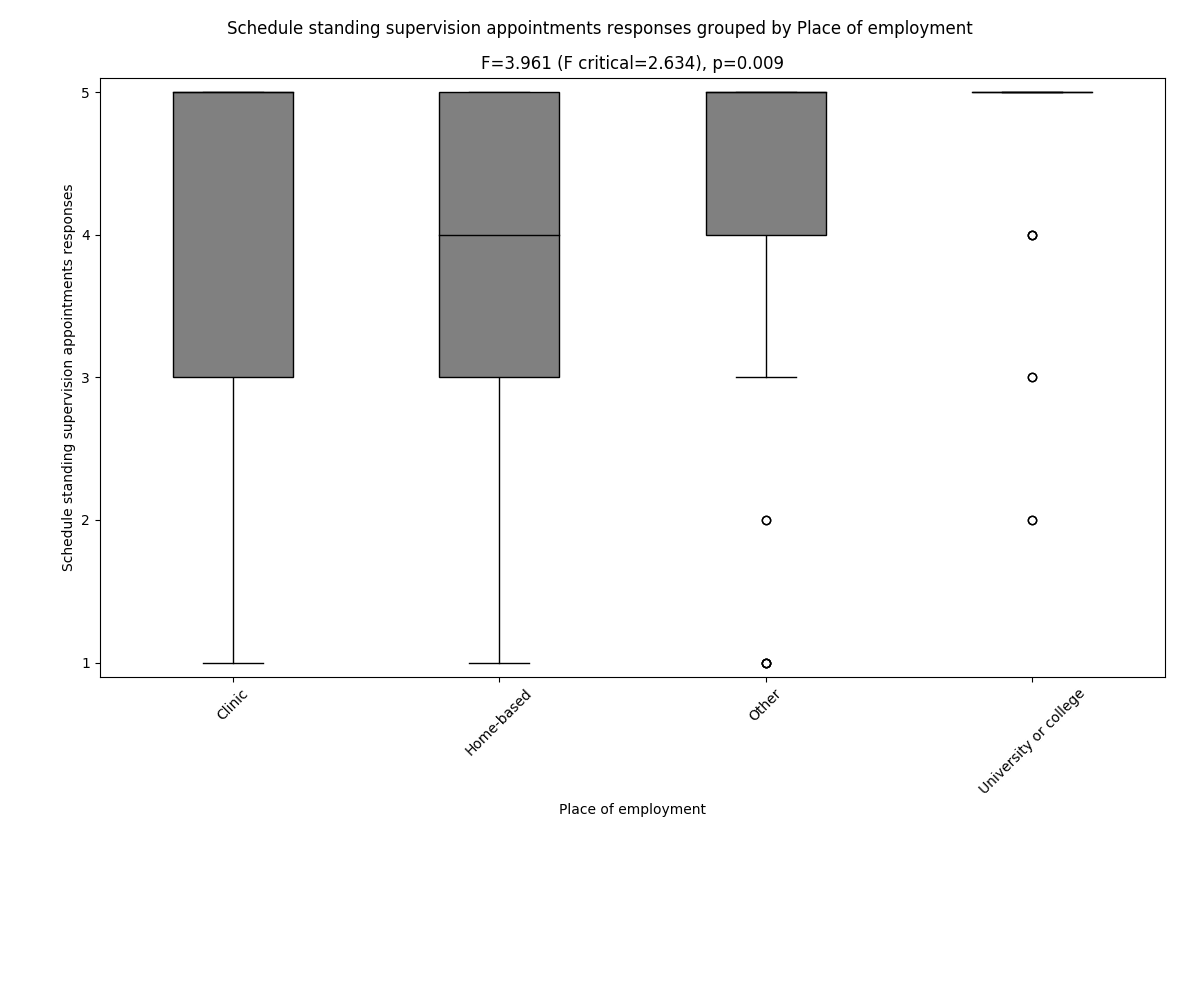 Schedule standing supervision appointments responses grouped by Place of employment
F=3.961 (F critical=2.634), p=0.009
Schedule standing supervision appointments responses
5
4
3
2
1
Clinic
Home-based
Other
University or college
Place of employment